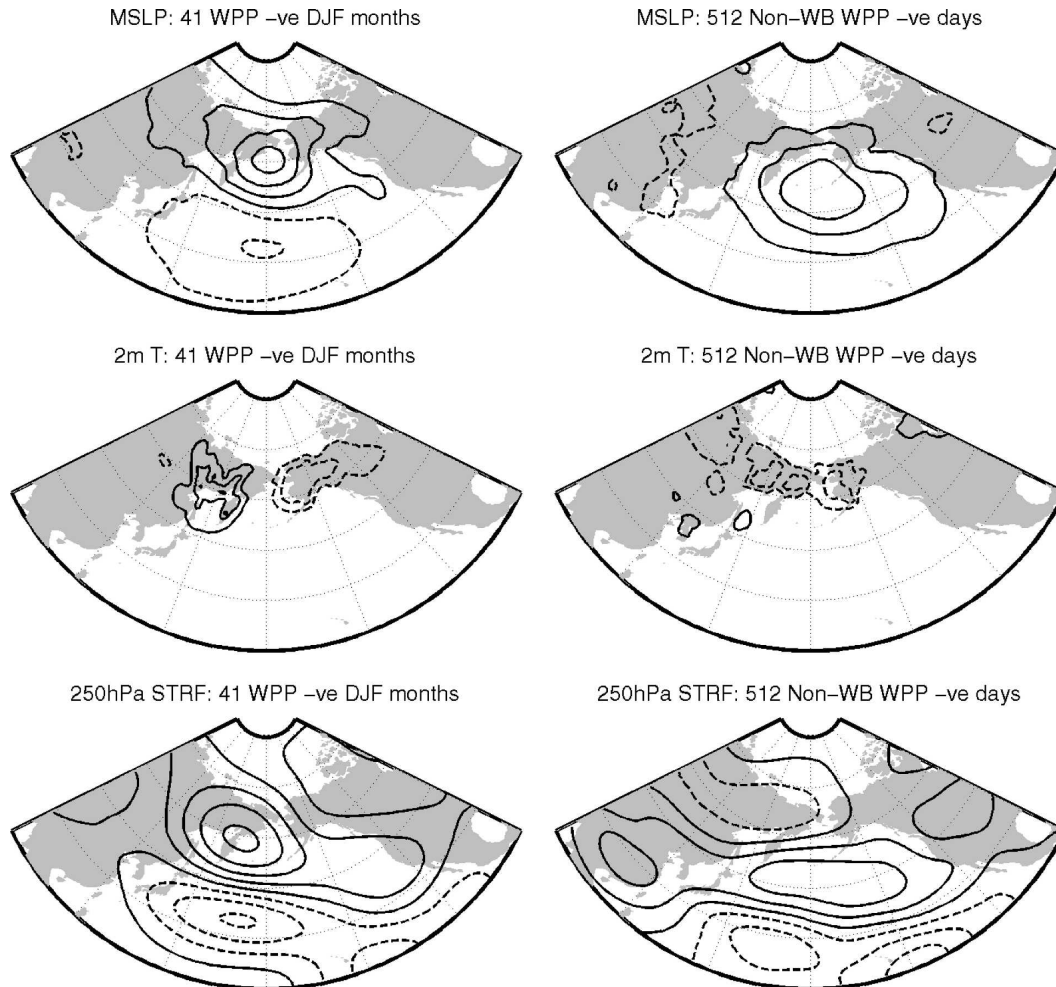 MSLP: 41 WPP −ve DJF months
MSLP: 512 Non−WB WPP −ve days
2m T: 41 WPP −ve DJF months
2m T: 512 Non−WB WPP −ve days
250hPa STRF: 41 WPP −ve DJF months
250hPa STRF: 512 Non−WB WPP −ve days